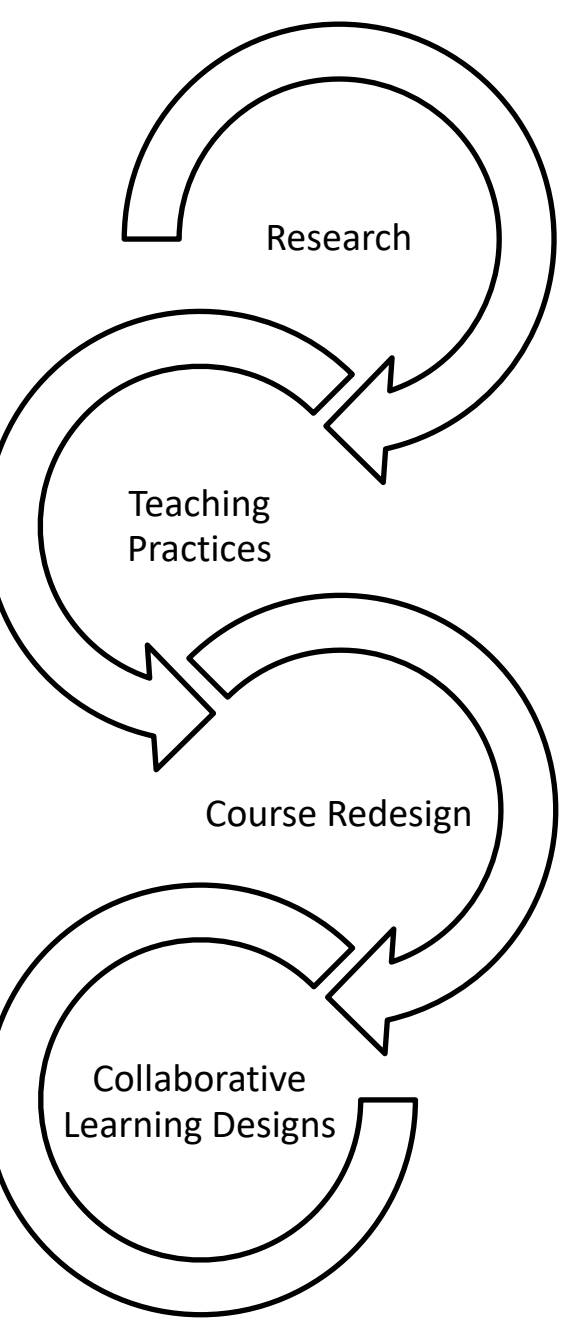 Research
Teaching
Practices
Course Redesign
Collaborative
Learning Designs